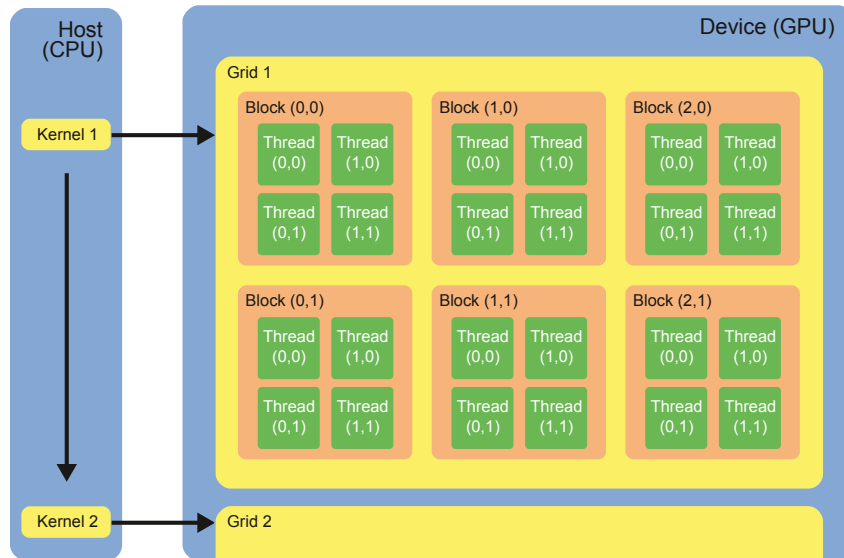 Host
(CPU)
Device (GPU)
Grid 1
Kernel 1
Block (0,0)
Thread
(0,0)
Thread
(1,0)
Thread
(0,1)
Thread
(1,1)
Block (1,0)
Thread
(0,0)
Thread
(1,0)
Thread
(0,1)
Thread
(1,1)
Block (2,0)
Thread
(0,0)
Thread
(1,0)
Thread
(0,1)
Thread
(1,1)
Block (0,1)
Thread
(0,0)
Thread
(1,0)
Thread
(0,1)
Thread
(1,1)
Block (1,1)
Thread
(0,0)
Thread
(1,0)
Thread
(0,1)
Thread
(1,1)
Block (2,1)
Thread
(0,0)
Thread
(1,0)
Thread
(0,1)
Thread
(1,1)
Kernel 2
Grid 2